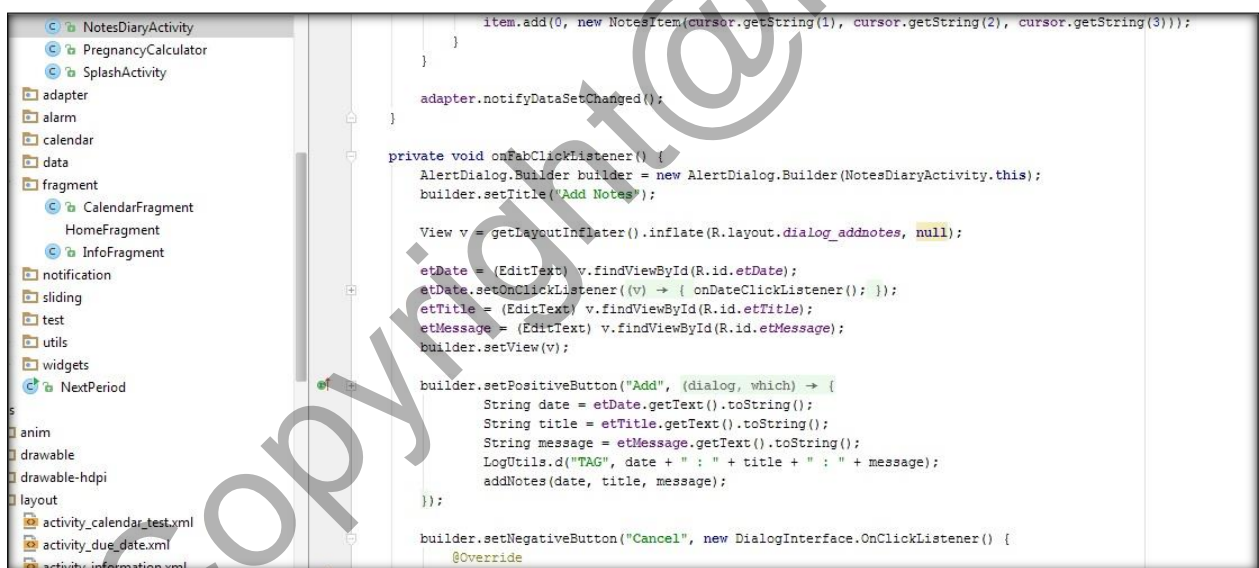 NotesDiaryActivity
PregnancyCalculator
SplashActivity
adapter
alarm
calendar
data
fragment
CalendarFragment
HomeFragment
InfoFragment
notification
sliding
test
utils
widgets
NextPeriod
s
anim
drawable
drawable-hdpi
layout
activity_calendar_test.xml
activity_due_date.xml
activity_information.xml
item.add(0, new NotesItem(cursor.getString(1), cursor.getString(2), cursor.getString(3)));
}
}
adapter.notifyDataSetChanged();
}
private void onFabClickListener() {
AlertDialog.Builder builder = new AlertDialog.Builder(NotesDiaryActivity.this);
builder.setTitle("Add Notes");
View v = getLayoutInflater().inflate(R.layout.dialog_addnotes, null);
etDate = (EditText) v.findViewById(R.id.etDate);
etDate.setOnClickListener((v) → { onDateClickListener(); });
etTitle = (EditText) v.findViewById(R.id.etTitle);
etMessage = (EditText) v.findViewById(R.id.etMessage);
builder.setView(v);
builder.setPositiveButton("Add", (dialog, which) → {
String date = etDate.getText().toString();
String title = etTitle.getText().toString();
String message = etMessage.getText().toString();
LogUtils.d("TAG", date + " : " + title + " : " + message);
addNotes(date, title, message);
});
builder.setNegativeButton("Cancel", new DialogInterface.OnClickListener() {
@Override